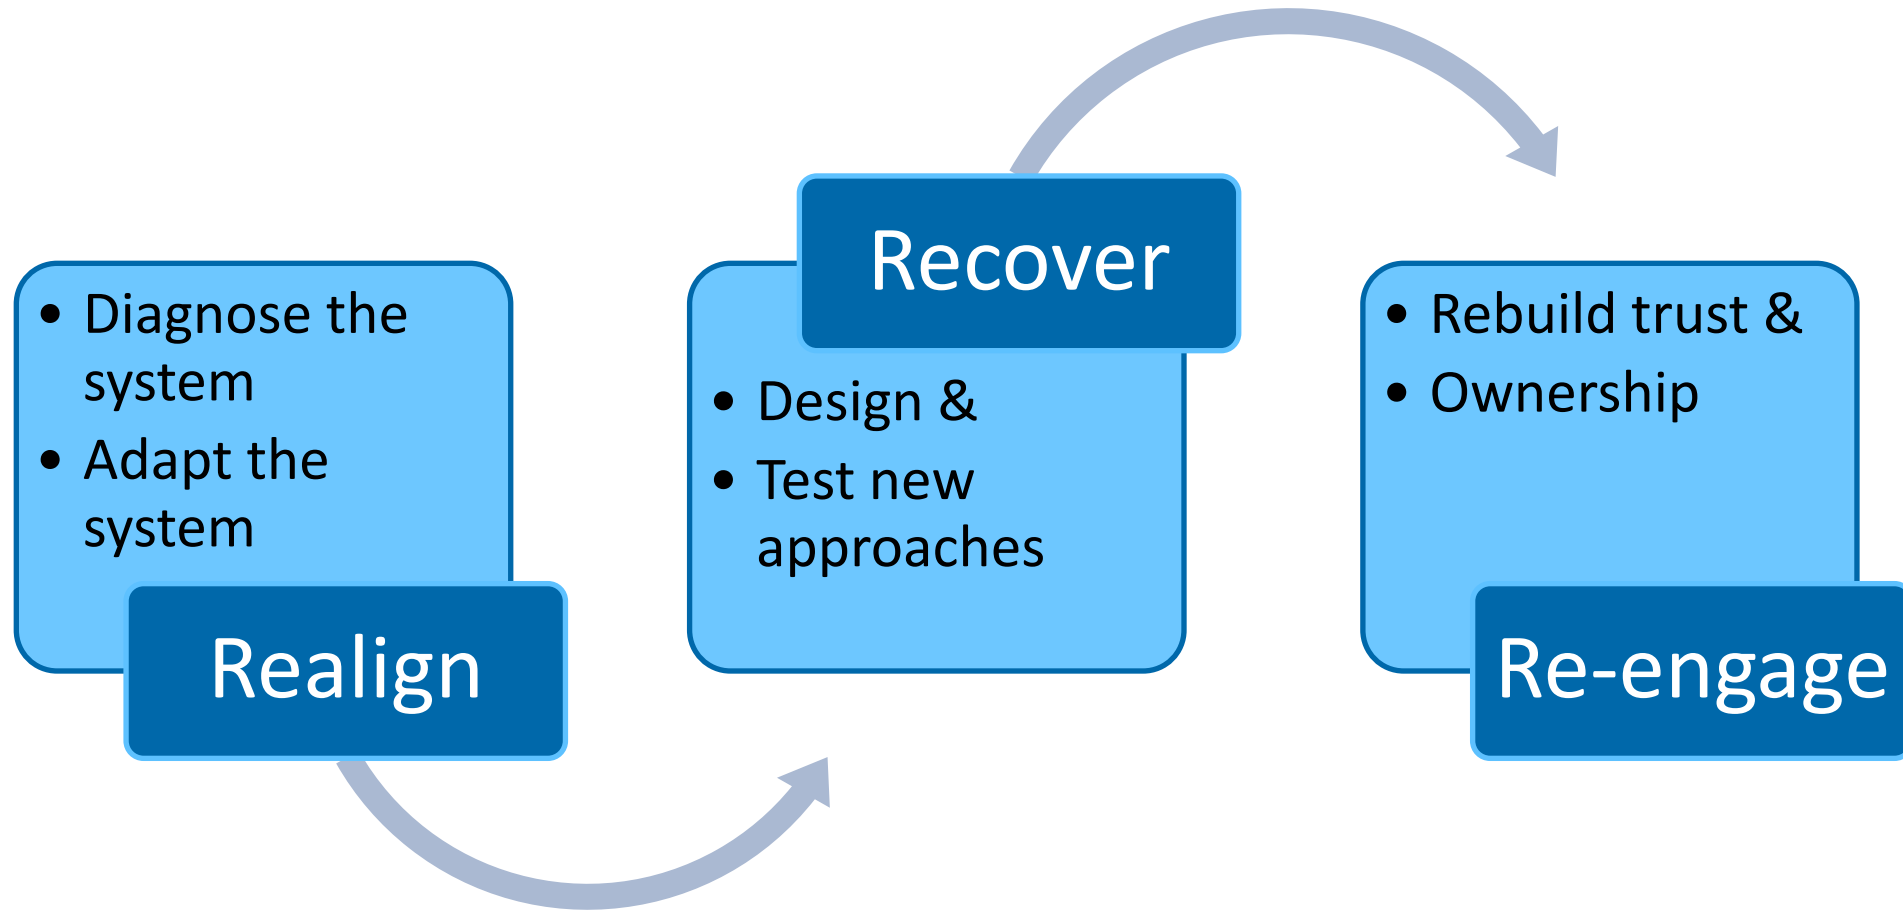 • Diagnose the
system
• Adapt the
system
Realign
Recover
• Design &
• Test new
approaches
• Rebuild trust &
• Ownership
Re-engage